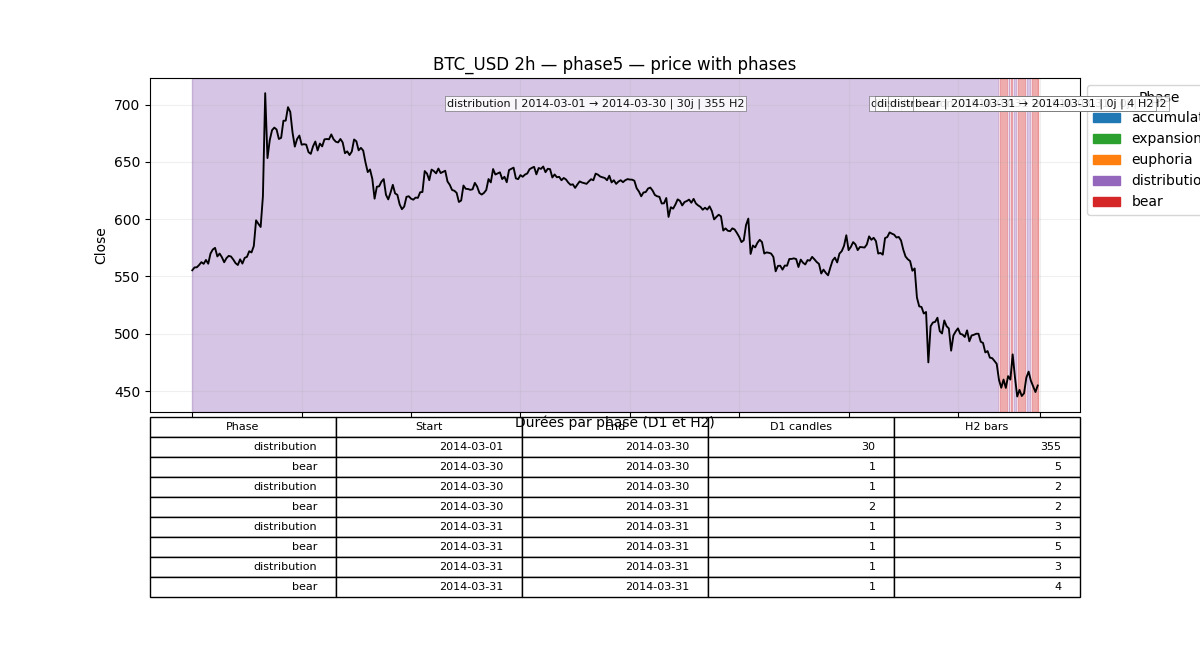 BTC_USD 2h — phase5 — price with phases
distribution | 2014-03-01 → 2014-03-30 | 30j | 355 H2
bear | 2014-03-31 → 2014-03-31 | 0j | 4 H2
Phase
accumulat
expansion
euphoria
distributio
bear
Close
700
650
600
550
500
450
Durées par phase (D1 et H2)
Phase Start End D1 candles H2 bars
distribution 2014-03-01 2014-03-30 30 355
bear 2014-03-30 2014-03-30 1 5
distribution 2014-03-30 2014-03-30 1 2
bear 2014-03-30 2014-03-31 2 2
distribution 2014-03-31 2014-03-31 1 3
bear 2014-03-31 2014-03-31 1 5
distribution 2014-03-31 2014-03-31 1 3
bear 2014-03-31 2014-03-31 1 4